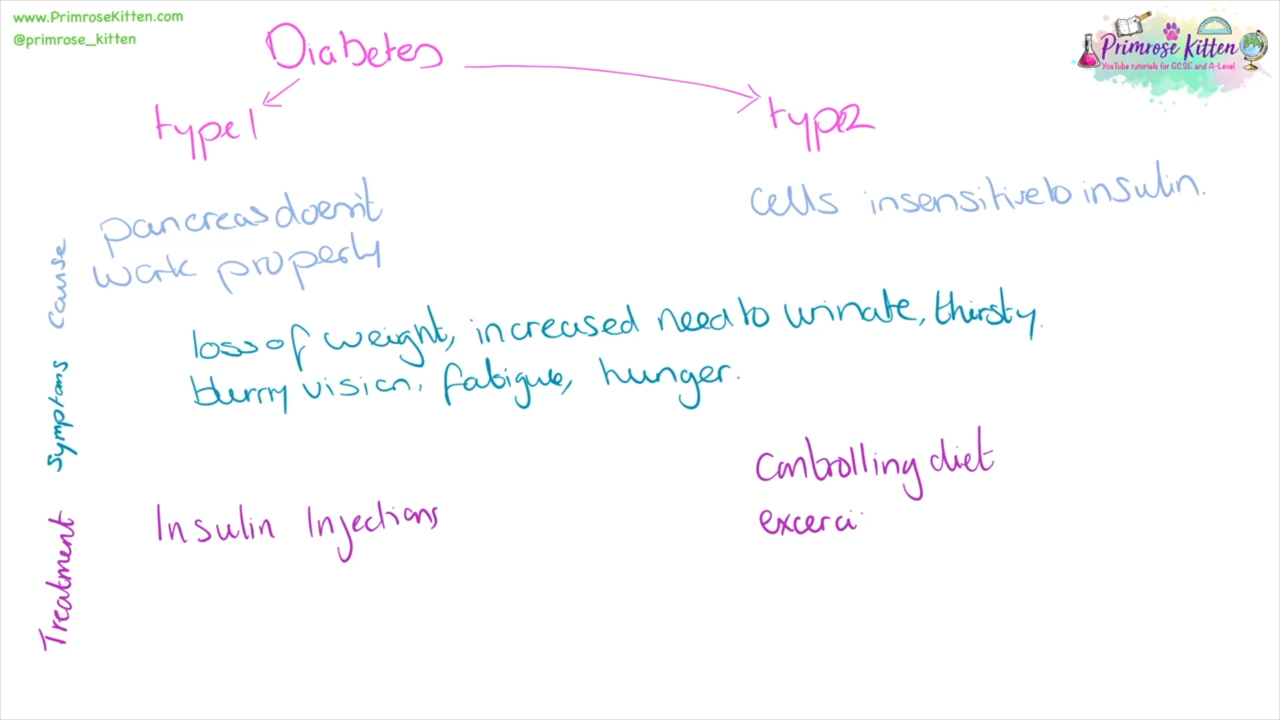 www.PrimroseKitten.com
@primrose_kitten
Primrose Kitten
YouTube tutorials for GCSE and A-Level
Diabetes
type 1
type2
pancreas doesn't
work properly
cells insensitive to insulin.
Cause
loss of weight, increased need to urinate, thirsty.
blurry vision, fatigue, hunger.
Symptoms
Controlling diet
Insulin Injections
excerci
Treatment